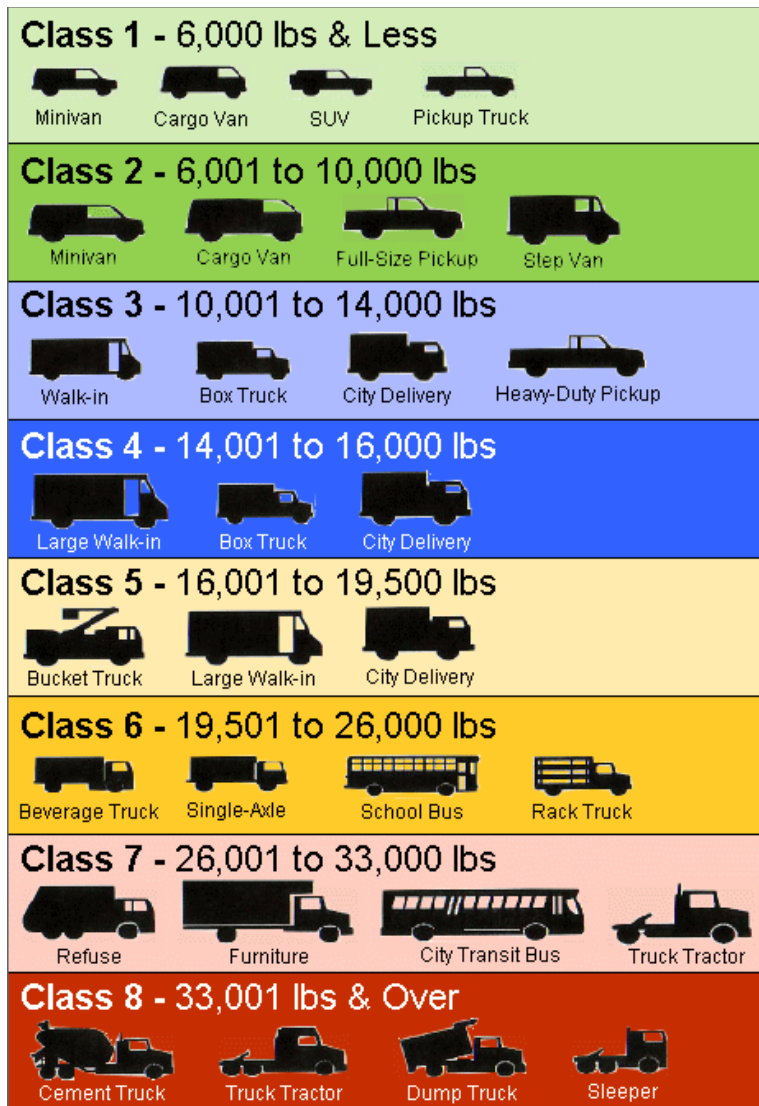 Class 1 - 6,000 lbs & Less
Minivan Cargo Van SUV Pickup Truck
Class 2 - 6,001 to 10,000 lbs
Minivan Cargo Van Full-Size Pickup Step Van
Class 3 - 10,001 to 14,000 lbs
Walk-in Box Truck City Delivery Heavy-Duty Pickup
Class 4 - 14,001 to 16,000 lbs
Large Walk-in Box Truck City Delivery
Class 5 - 16,001 to 19,500 lbs
Bucket Truck Large Walk-in City Delivery
Class 6 - 19,501 to 26,000 lbs
Beverage Truck Single-Axle School Bus Rack Truck
Class 7 - 26,001 to 33,000 lbs
Refuse Furniture City Transit Bus Truck Tractor
Class 8 - 33,001 lbs & Over
Cement Truck Truck Tractor Dump Truck Sleeper